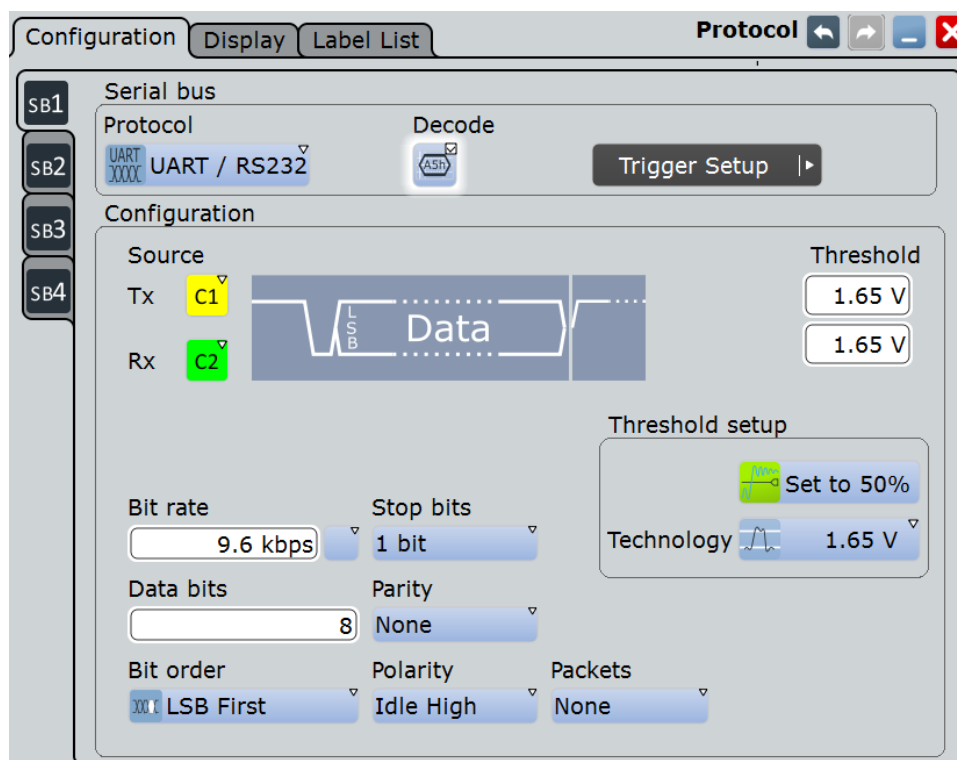 Configuration Display Label List Protocol
SB1
SB2
SB3
SB4
Serial bus
Protocol Decode
UART UART / RS232 A5h Trigger Setup
Configuration
Source Threshold
Tx C1 1.65 V
LSB Data
Rx C2 1.65 V
Threshold setup
Set to 50%
Bit rate Stop bits
9.6 kbps 1 bit Technology 1.65 V
Data bits Parity
8 None
Bit order Polarity Packets
LSB First Idle High None